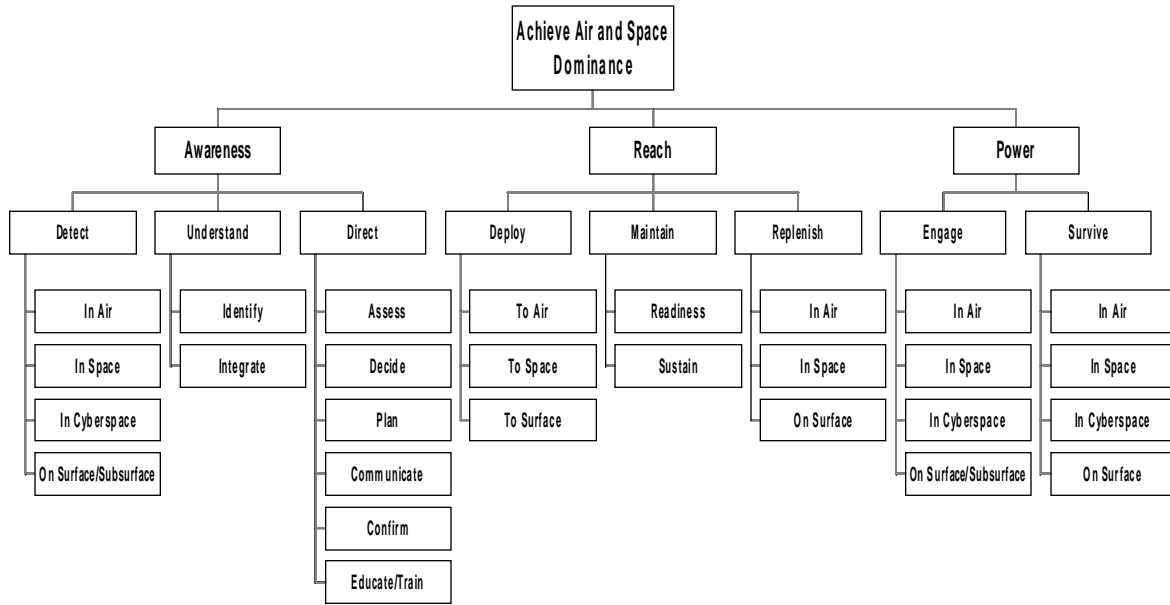 Achieve Air and Space
Dominance
Awareness
Reach
Power
Detect
Understand
Direct
Deploy
Maintain
Replenish
Engage
Survive
In Air
Identify
Assess
To Air
Readiness
In Air
In Air
In Air
In Space
Integrate
Decide
To Space
Sustain
In Space
In Space
In Space
In Cyberspace
Plan
To Surface
On Surface
In Cyberspace
In Cyberspace
On Surface/Subsurface
Communicate
On Surface/Subsurface
On Surface
Confirm
Educate/Train